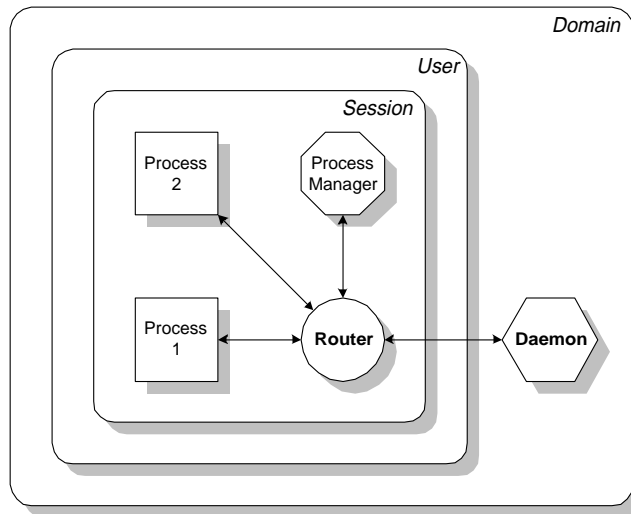 Domain
User
Session
Process
2
Process
Manager
Process
1
Router
Daemon